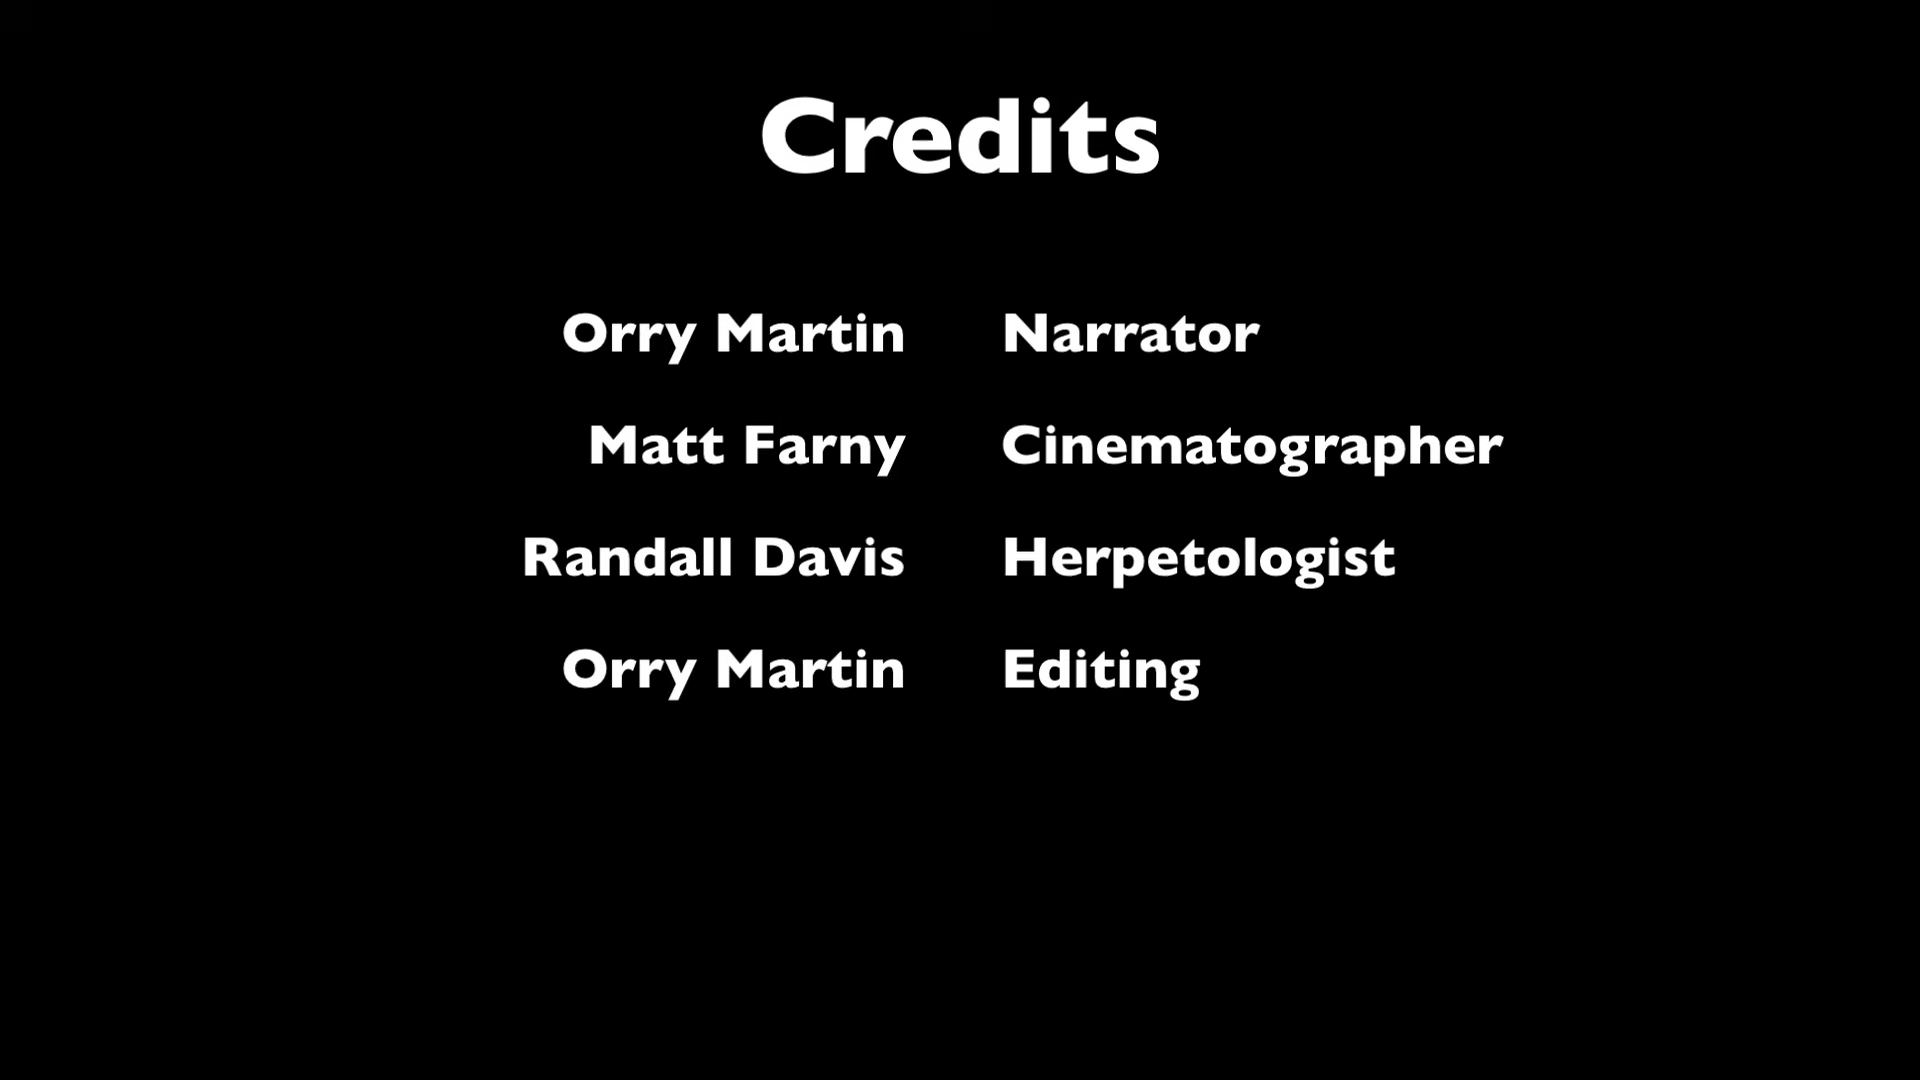 Credits
Orry Martin Narrator
Matt Farny Cinematographer
Randall Davis Herpetologist
Orry Martin Editing